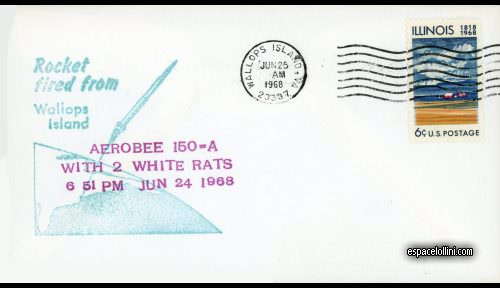 Rocket
fired from
Wallops
Island
AEROBEE 150-A
WITH 2 WHITE RATS
6 51 PM JUN 24 1968
WALLOPS ISLAND, VA
JUN 25
AM
1968
23337
ILLINOIS 1818
1968
6¢ U.S. POSTAGE
espacelollini.com